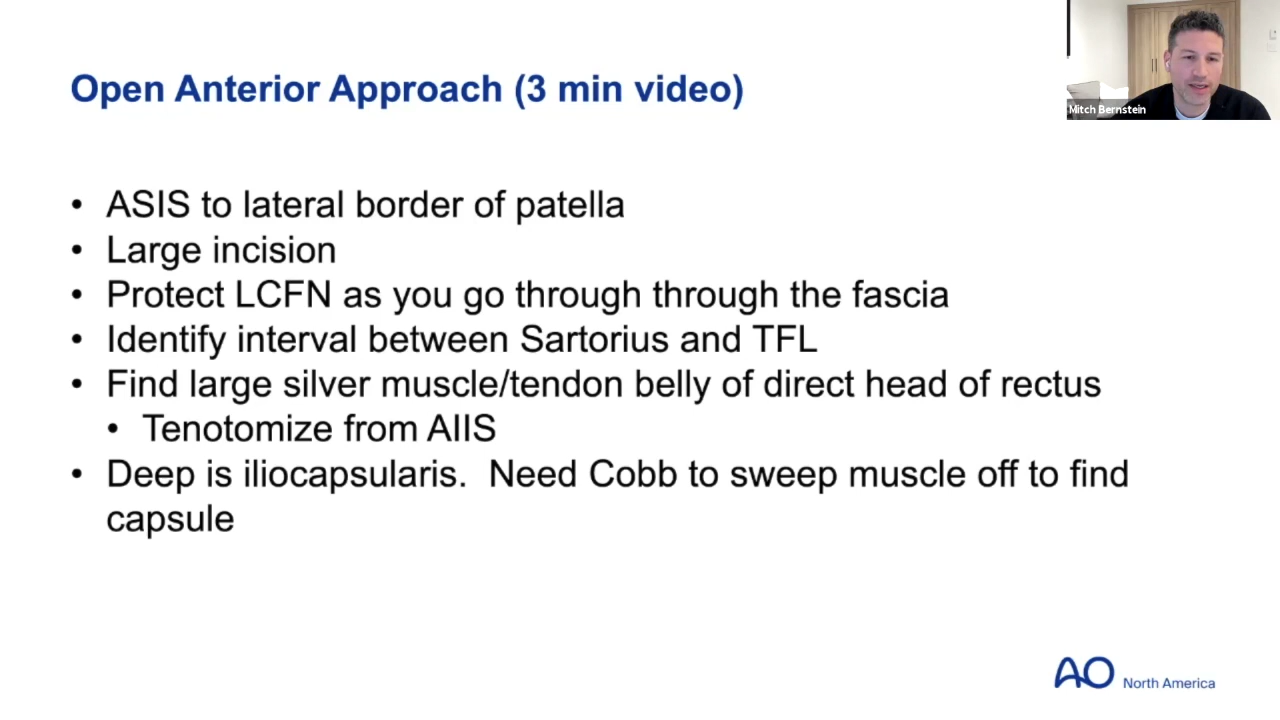 Open Anterior Approach (3 min video)
Mitch Bernstein
• ASIS to lateral border of patella
• Large incision
• Protect LCFN as you go through through the fascia
• Identify interval between Sartorius and TFL
• Find large silver muscle/tendon belly of direct head of rectus
• Tenotomize from AIIS
• Deep is iliocapsularis.  Need Cobb to sweep muscle off to find
capsule
AO North America